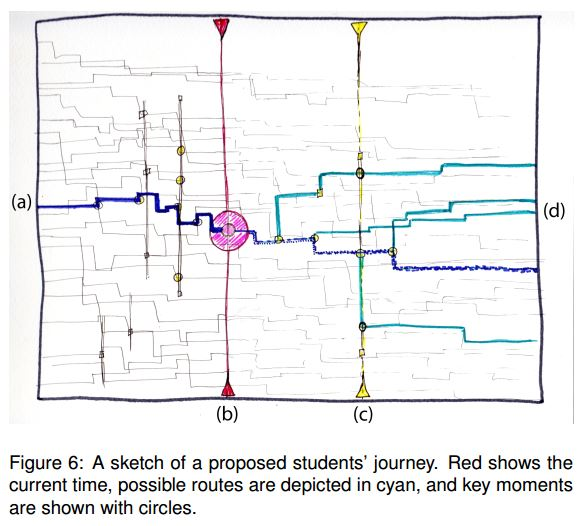 (a)
(d)
(b)
(c)
Figure 6: A sketch of a proposed students' journey. Red shows the
current time, possible routes are depicted in cyan, and key moments
are shown with circles.